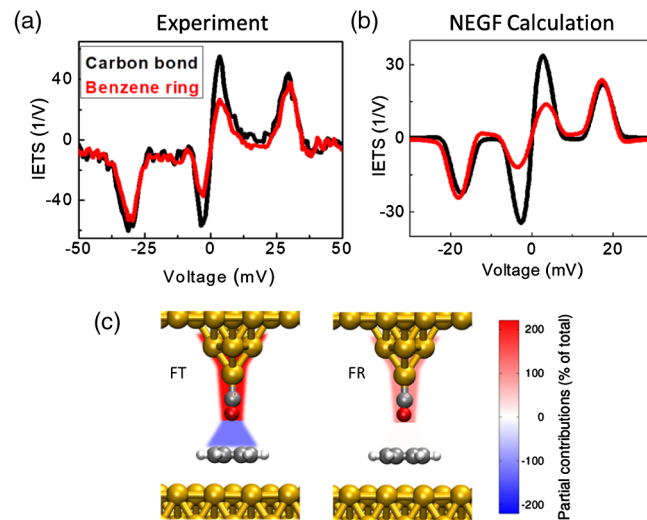 (a)
Experiment
Carbon bond
Benzene ring
IETS (1/V)
40
0
-40
-50
-25
0
25
50
Voltage (mV)
(b)
NEGF Calculation
IETS (1/V)
30
0
-30
-20
0
20
Voltage (mV)
(c)
FT
FR
200
100
0
-100
-200
Partial contributions (% of total)